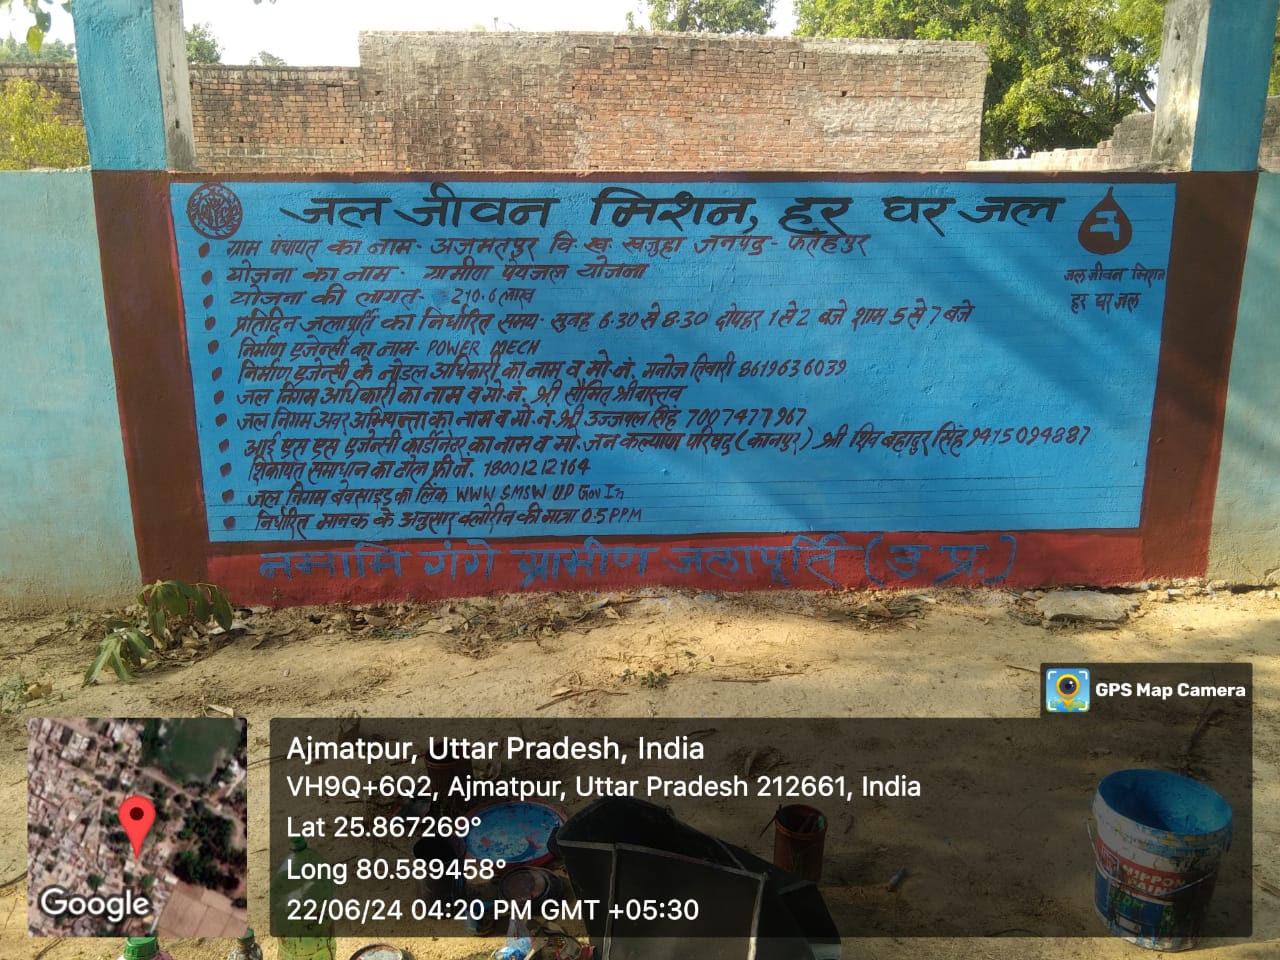 जल जीवन मिशन, हर घर जल
ग्राम पंचायत का नाम- अजमतपुर वि. ख. खजुहा जनपद- फतेहपुर
योजना का नाम- ग्रामीण पेयजल योजना
योजना की लागत- 210.6 लाख
प्रतिदिन जलापूर्ति का निर्धारित समय- सुबह 6.30 से 8.30 दोपहर 1 से 2 बजे शाम 5 से 7 बजे
निर्माण एजेन्सी का नाम- POWER MECH
निर्माण एजेन्सी के नोडल अधिकारी का नाम व मो. नं. मनोज तिवारी 8619636039
जल निगम अधिकारी का नाम व मो. नं. श्री सौमित श्रीवास्तव
जल निगम अवर अभियन्ता का नाम व मो. न. श्री उज्जवल सिंह 7007477967
आई एस एस एजेन्सी कार्डीनेटर का नाम व मो. जन कल्याण परिषद (कानपुर) श्री शिव बहादुर सिंह 9415094887
शिकायत समाधान का टोल फ्री नं. 18001212164
जल निगम बेवसाइड का लिंक WWW SMSW UP Gov In
निर्धारित मानक के अनुसार क्लोरीन की मात्रा 0.5 PPM
जल जीवन मिशन
हर घर जल
नमामि गंगे ग्रामीण जलापूर्ति (उ.प्र.)
GPS Map Camera
Ajmatpur, Uttar Pradesh, India
VH9Q+6Q2, Ajmatpur, Uttar Pradesh 212661, India
Lat 25.867269°
Long 80.589458°
22/06/24 04:20 PM GMT +05:30
Google
NIPPON PAINT